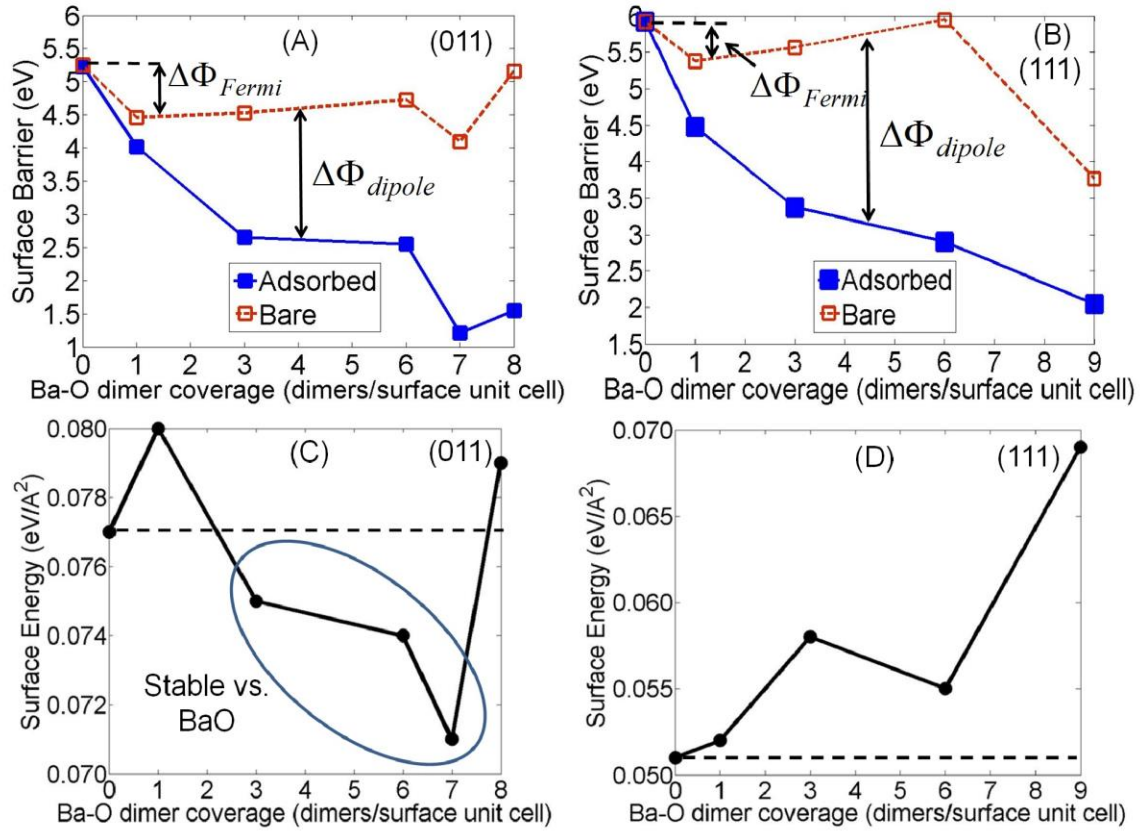 (A)
(011)
Surface Barrier (eV)
6
5.5
5
4.5
4
3.5
3
2.5
2
1.5
1
ΔΦFermi
ΔΦdipole
Adsorbed
Bare
0 1 2 3 4 5 6 7 8
Ba-O dimer coverage (dimers/surface unit cell)
(B)
(111)
Surface Barrier (eV)
6
5.5
5
4.5
4
3.5
3
2.5
2
1.5
ΔΦFermi
ΔΦdipole
Adsorbed
Bare
0 1 2 3 4 5 6 7 8 9
Ba-O dimer coverage (dimers/surface unit cell)
(C)
(011)
Surface Energy (eV/A²)
0.080
0.078
0.076
0.074
0.072
0.070
Stable vs.
BaO
0 1 2 3 4 5 6 7 8
Ba-O dimer coverage (dimers/surface unit cell)
(D)
(111)
Surface Energy (eV/A²)
0.070
0.065
0.060
0.055
0.050
0 1 2 3 4 5 6 7 8 9
Ba-O dimer coverage (dimers/surface unit cell)